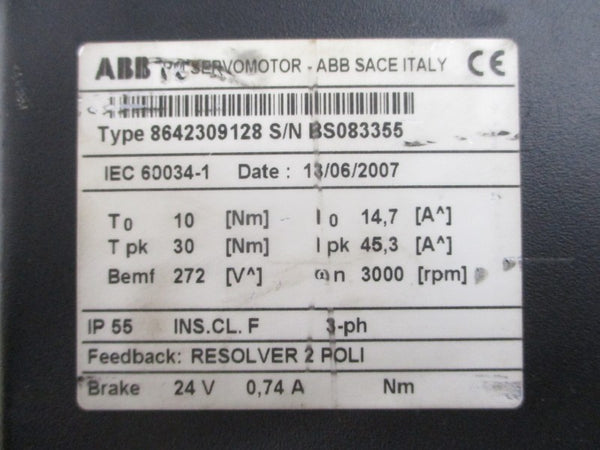 ABB SERVOMOTOR - ABB SACE ITALY CE
Type 8642309128 S/N BS083355
IEC 60034-1 Date : 13/06/2007
T0 10 [Nm] I0 14,7 [A^]
T pk 30 [Nm] I pk 45,3 [A^]
Bemf 272 [V^] ωn 3000 [rpm]
IP 55 INS.CL. F 3-ph
Feedback: RESOLVER 2 POLI
Brake 24 V 0,74 A Nm